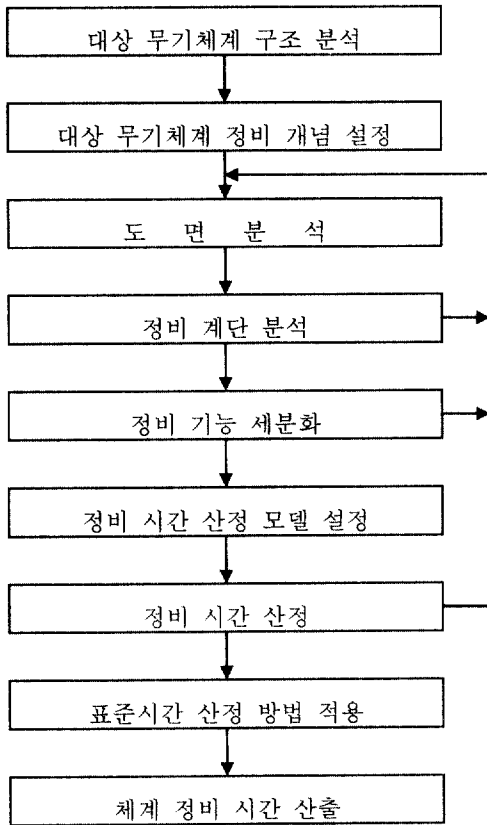 대상 무기체계 구조 분석
대상 무기체계 정비 개념 설정
도 면 분 석
정비 계단 분석
정비 기능 세분화
정비 시간 산정 모델 설정
정비 시간 산정
표준시간 산정 방법 적용
체계 정비 시간 산출